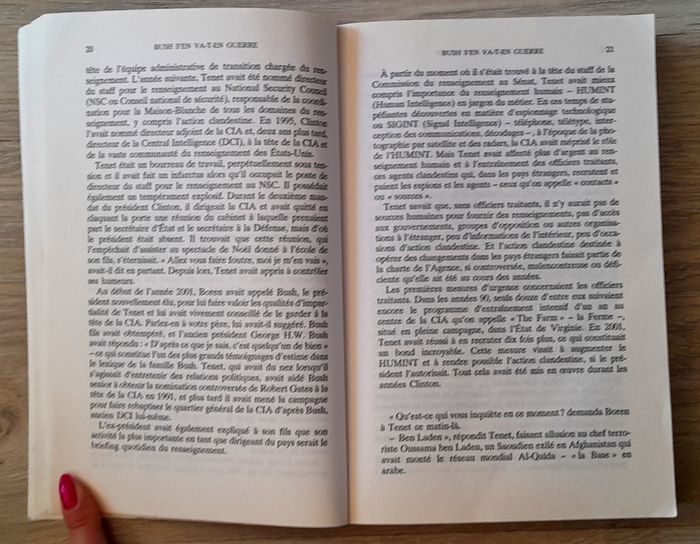 20
BUSH S'EN VA-T-EN GUERRE
tête de l'équipe administrative de transition chargée du ren-
seignement. L'année suivante, Tenet avait été nommé directeur
du staff pour le renseignement au National Security Council
(NSC ou Conseil national de sécurité), responsable de la coordi-
nation pour la Maison-Blanche de tous les domaines du rensei-
gnement, y compris l'action clandestine. En 1995, Clinton
l'avait nommé directeur adjoint de la CIA et, deux ans plus tard,
directeur de la Central Intelligence (DCI), à la tête de la CIA et
de la vaste communauté du renseignement des États-Unis.
Tenet était un bourreau de travail, perpétuellement sous ten-
sion et il avait fait un infarctus alors qu'il occupait le poste de
directeur du staff pour le renseignement au NSC. Il possédait
également un tempérament explosif. Durant le deuxième man-
dat du président Clinton, il dirigeait la CIA et avait quitté en
claquant la porte une réunion du cabinet à laquelle prenaient
part le secrétaire d'État et le secrétaire à la Défense, mais d'où
le président était absent. Il trouvait que cette réunion, qui
l'empêchait d'assister au spectacle de Noël donné à l'école de
son fils, s'éternisait. « Allez vous faire foutre, moi je m'en vais »,
avait-il dit en partant. Depuis lors, Tenet avait appris à contrôler
ses humeurs.
Au début de l'année 2001, Boren avait appelé Bush, le pré-
sident nouvellement élu, pour lui faire valoir les qualités d'impar-
tialité de Tenet et lui avait vivement conseillé de le garder à la
tête de la CIA. Parlez-en à votre père, lui avait-il suggéré. Bush
fils avait obtempéré, et l'ancien président George H.W. Bush
avait répondu : « D'après ce que je sais, c'est quelqu'un de bien »
– ce qui constitue l'un des plus grands témoignages d'estime dans
le lexique de la famille Bush. Tenet, qui avait du nez lorsqu'il
s'agissait d'entretenir des relations politiques, avait aidé Bush
senior à obtenir la nomination controversée de Robert Gates à la
tête de la CIA en 1991, et plus tard il avait mené la campagne
pour faire rebaptiser le quartier général de la CIA d'après Bush,
ancien DCI lui-même.
L'ex-président avait également expliqué à son fils que son
activité la plus importante en tant que dirigeant du pays serait le
briefing quotidien du renseignement.
BUSH S'EN VA-T-EN GUERRE
21
À partir du moment où il s'était trouvé à la tête du staff de la
Commission du renseignement au Sénat, Tenet avait mieux
compris l'importance du renseignement humain – HUMINT
(Human Intelligence) en jargon du métier. En ces temps de stu-
péfiantes découvertes en matière d'espionnage technologique
ou SIGINT (Signal Intelligence) – téléphone, télétype, inter-
ception des communications, décodages –, à l'époque de la pho-
tographie par satellite et des radars, la CIA avait méprisé le rôle
de l'HUMINT. Mais Tenet avait affecté plus d'argent au ren-
seignement humain et à l'entraînement des officiers traitants,
ces agents clandestins qui, dans les pays étrangers, recrutent et
paient les espions et les agents – ceux qu'on appelle « contacts »
ou « sources ».
Tenet savait que, sans officiers traitants, il n'y aurait pas de
sources humaines pour fournir des renseignements, pas d'accès
aux gouvernements, groupes d'opposition ou autres organisa-
tions à l'étranger, peu d'informations de l'intérieur, peu d'occa-
sions d'action clandestine. Et l'action clandestine destinée à
opérer des changements dans les pays étrangers faisait partie de
la charte de l'Agence, si controversée, malencontreuse ou défi-
ciente qu'elle ait été au cours des années.
Les premières mesures d'urgence concernaient les officiers
traitants. Dans les années 90, seuls douze d'entre eux suivaient
encore le programme d'entraînement intensif d'un an au
centre de la CIA qu'on appelle « The Farm » – la Ferme –,
situé en pleine campagne, dans l'État de Virginie. En 2001,
Tenet avait réussi à en recruter dix fois plus, ce qui constituait
un bond incroyable. Cette mesure visait à augmenter le
HUMINT et à rendre possible l'action clandestine, si le pré-
sident l'autorisait. Tout cela avait été mis en œuvre durant les
années Clinton.
« Qu'est-ce qui vous inquiète en ce moment ? demanda Boren
à Tenet ce matin-là.
– Ben Laden », répondit Tenet, faisant allusion au chef terro-
riste Oussama ben Laden, un Saoudien exilé en Afghanistan qui
avait monté le réseau mondial Al-Qaida – « la Base » en
arabe.